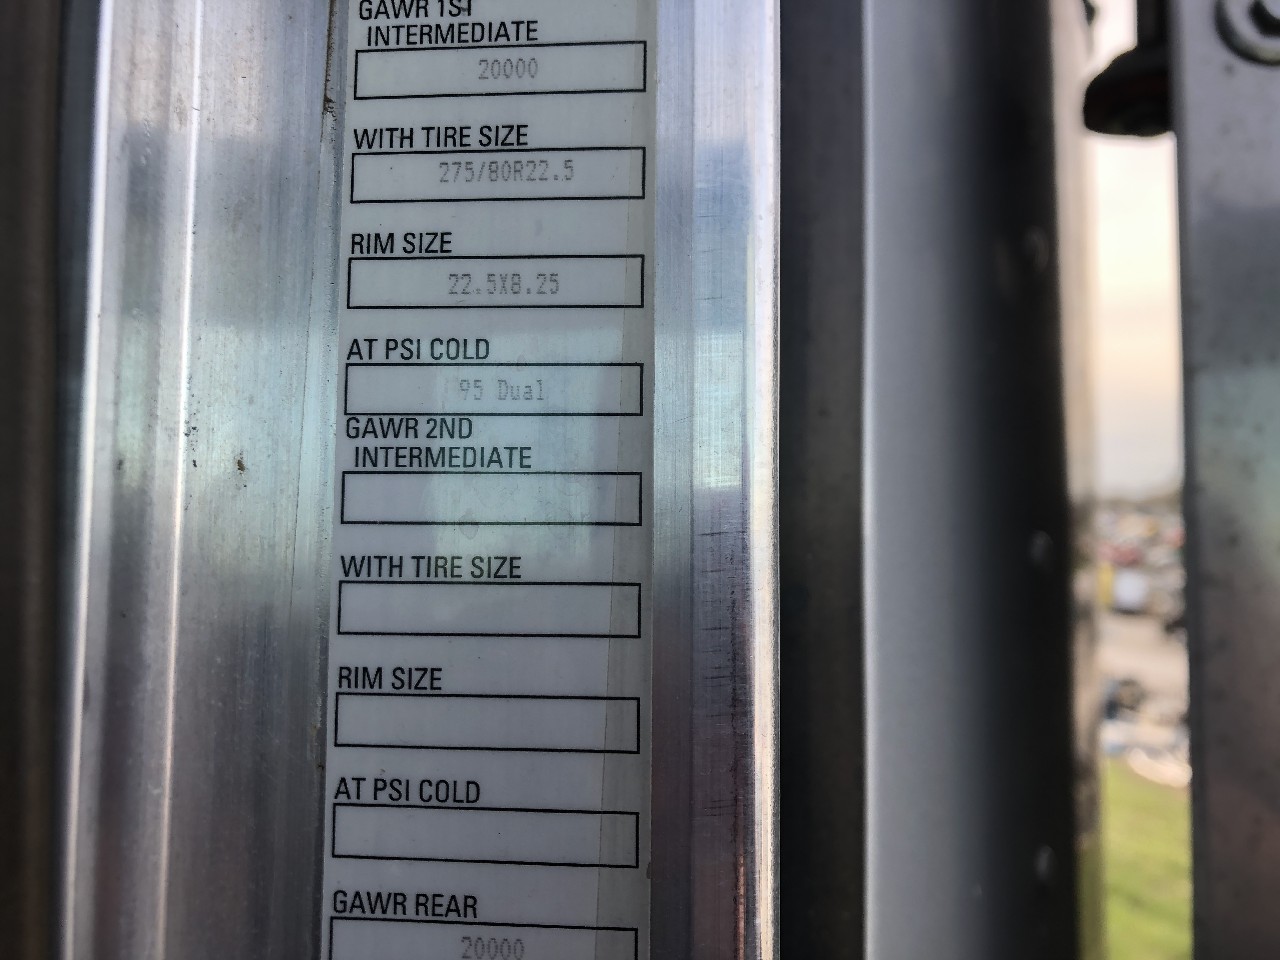 GAWR 1ST
INTERMEDIATE
20000
WITH TIRE SIZE
275/80R22.5
RIM SIZE
22.5X8.25
AT PSI COLD
95 Dual
GAWR 2ND
INTERMEDIATE
WITH TIRE SIZE
RIM SIZE
AT PSI COLD
GAWR REAR
20000